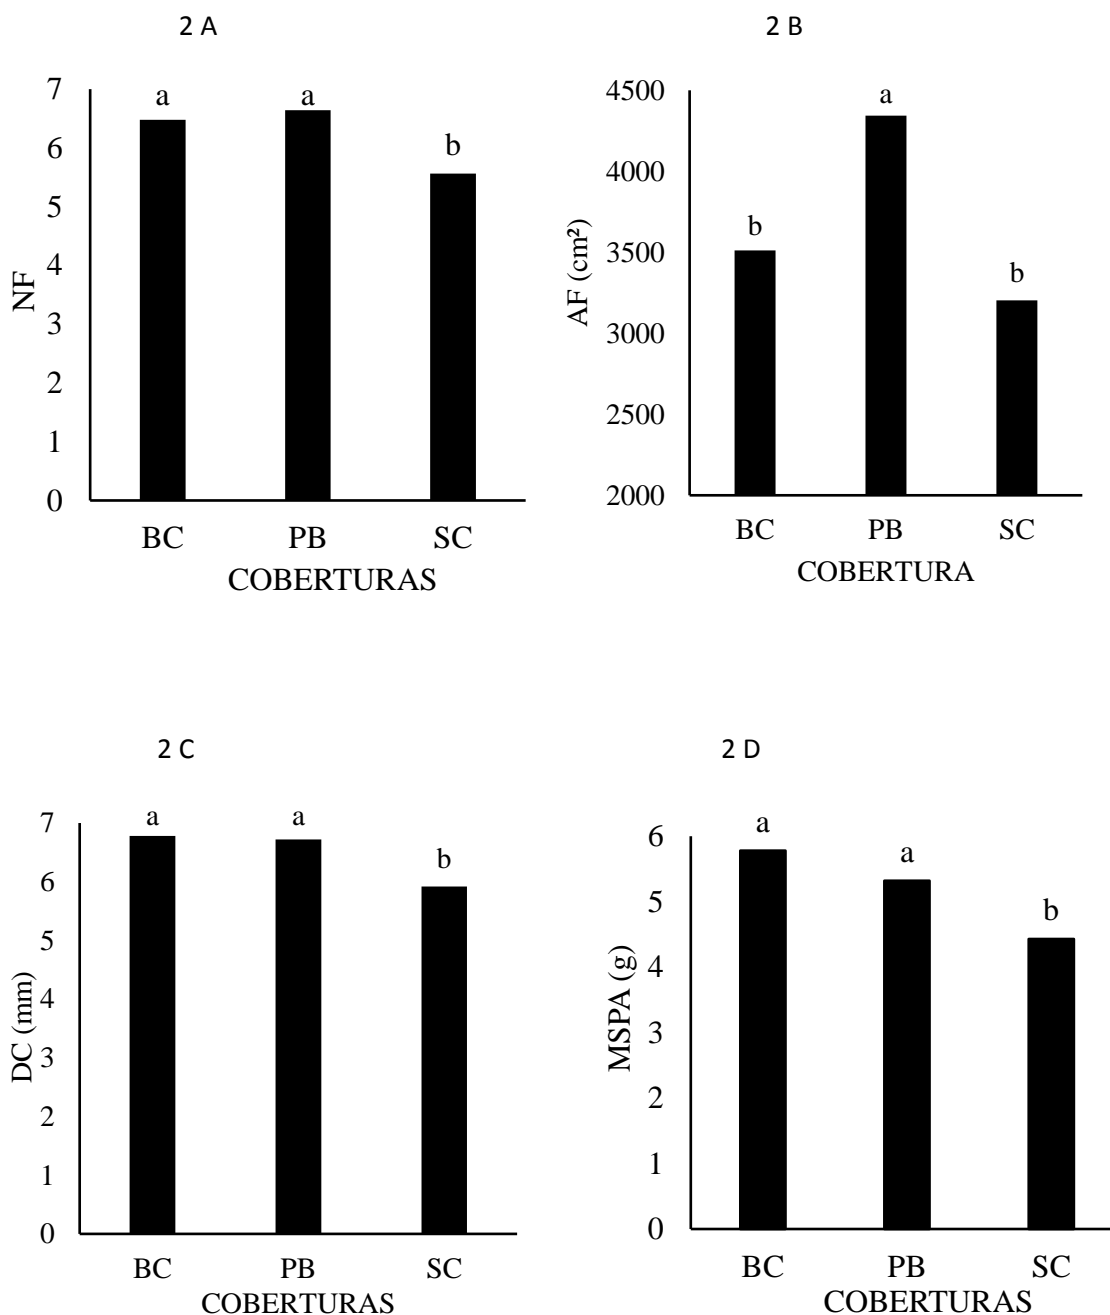 2 A
7
6
5
4
3
2
1
0
NF
a
a
b
BC PB SC
COBERTURAS
2 B
4500
4000
3500
3000
2500
2000
AF (cm²)
b
a
b
BC PB SC
COBERTURA
2 C
7
6
5
4
3
2
1
0
DC (mm)
a
a
b
BC PB SC
COBERTURAS
2 D
6
5
4
3
2
1
0
MSPA (g)
a
a
b
BC PB SC
COBERTURAS